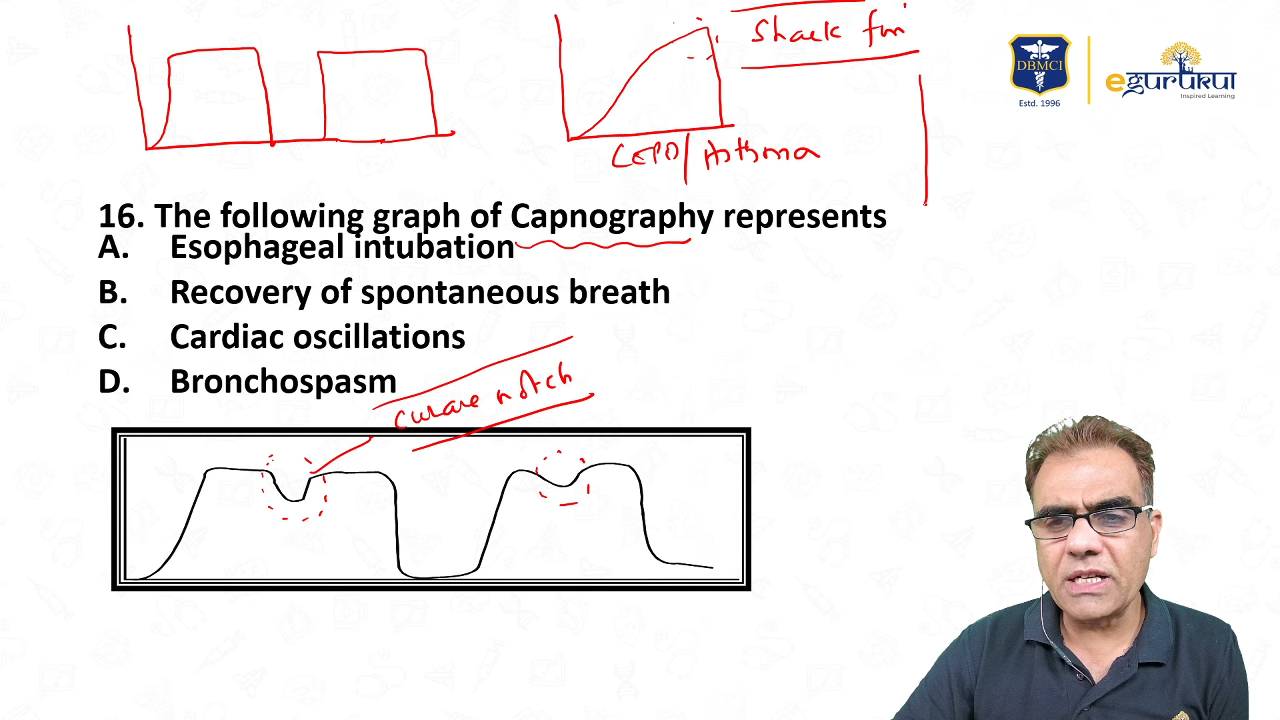 Shark fin
DBMCI
Estd. 1996
egurukul
Inspired Learning
COPD/Asthma
16. The following graph of Capnography represents
A. Esophageal intubation
B. Recovery of spontaneous breath
C. Cardiac oscillations
D. Bronchospasm
curare notch